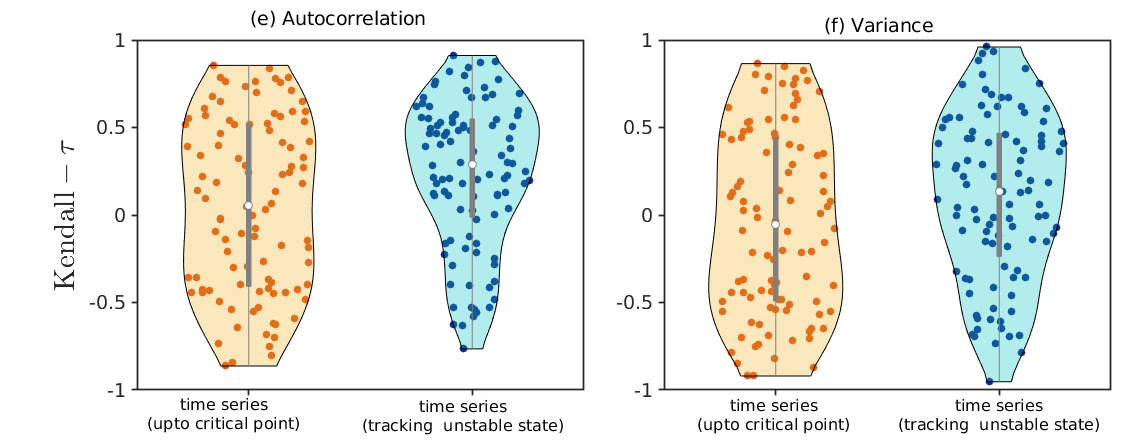 (e) Autocorrelation
(f) Variance
Kendall − τ
1
0.5
0
-0.5
-1
1
0.5
0
-0.5
-1
time series
(upto critical point)
time series
(tracking unstable state)
time series
(upto critical point)
time series
(tracking unstable state)